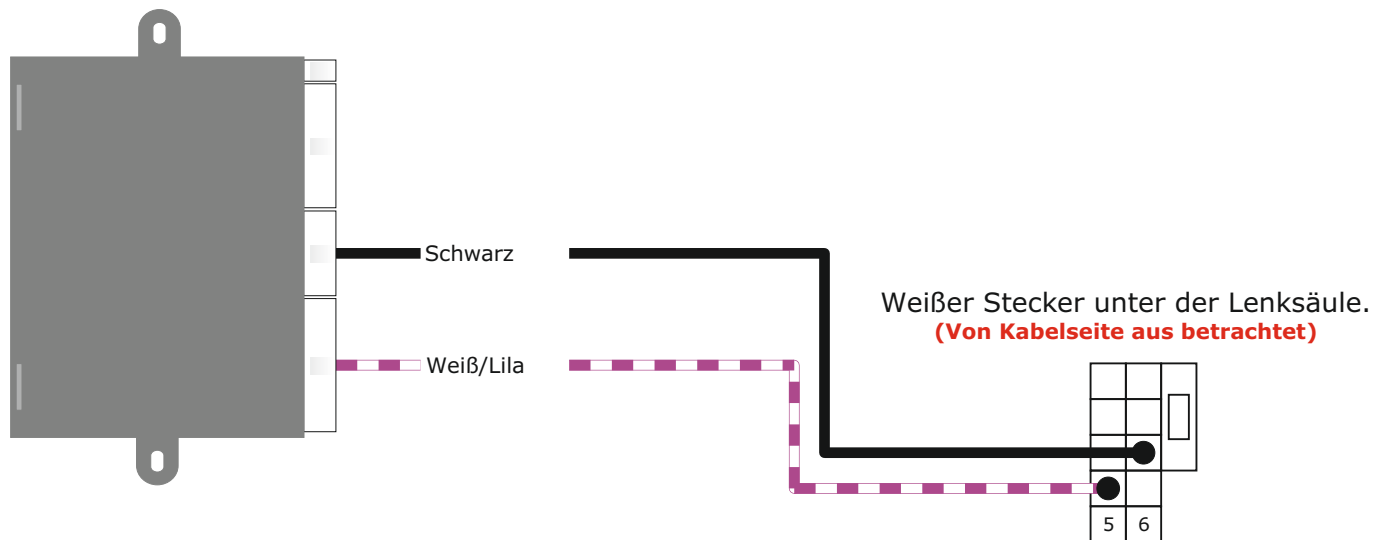 Schwarz
Weißer Stecker unter der Lenksäule.
(Von Kabelseite aus betrachtet)
Weiß/Lila
5 6